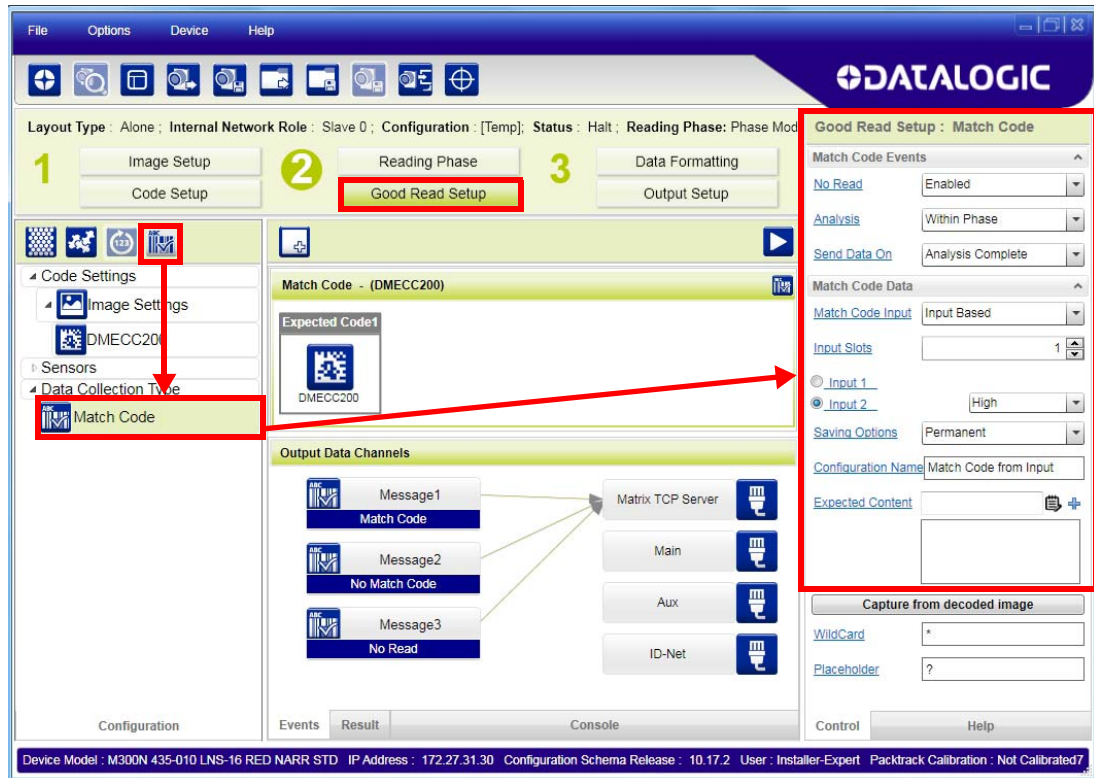 File Options Device Help
DATALOGIC
Layout Type : Alone ; Internal Network Role : Slave 0 ; Configuration : [Temp]; Status : Halt ; Reading Phase: Phase Mod
1 Image Setup
Code Setup
2 Reading Phase
Good Read Setup
3 Data Formatting
Output Setup
Code Settings
Image Settings
DMECC200
Sensors
Data Collection Type
Match Code
Configuration
Match Code - (DMECC200)
Expected Code1
DMECC200
Output Data Channels
Message1
Match Code
Message2
No Match Code
Message3
No Read
Matrix TCP Server
Main
Aux
ID-Net
Events Result Console
Good Read Setup : Match Code
Match Code Events
No Read Enabled
Analysis Within Phase
Send Data On Analysis Complete
Match Code Data
Match Code Input Input Based
Input Slots 1
Input 1
Input 2 High
Saving Options Permanent
Configuration Name Match Code from Input
Expected Content
Capture from decoded image
WildCard *
Placeholder ?
Control Help
Device Model : M300N 435-010 LNS-16 RED NARR STD IP Address : 172.27.31.30 Configuration Schema Release : 10.17.2 User : Installer-Expert Packtrack Calibration : Not Calibrated7